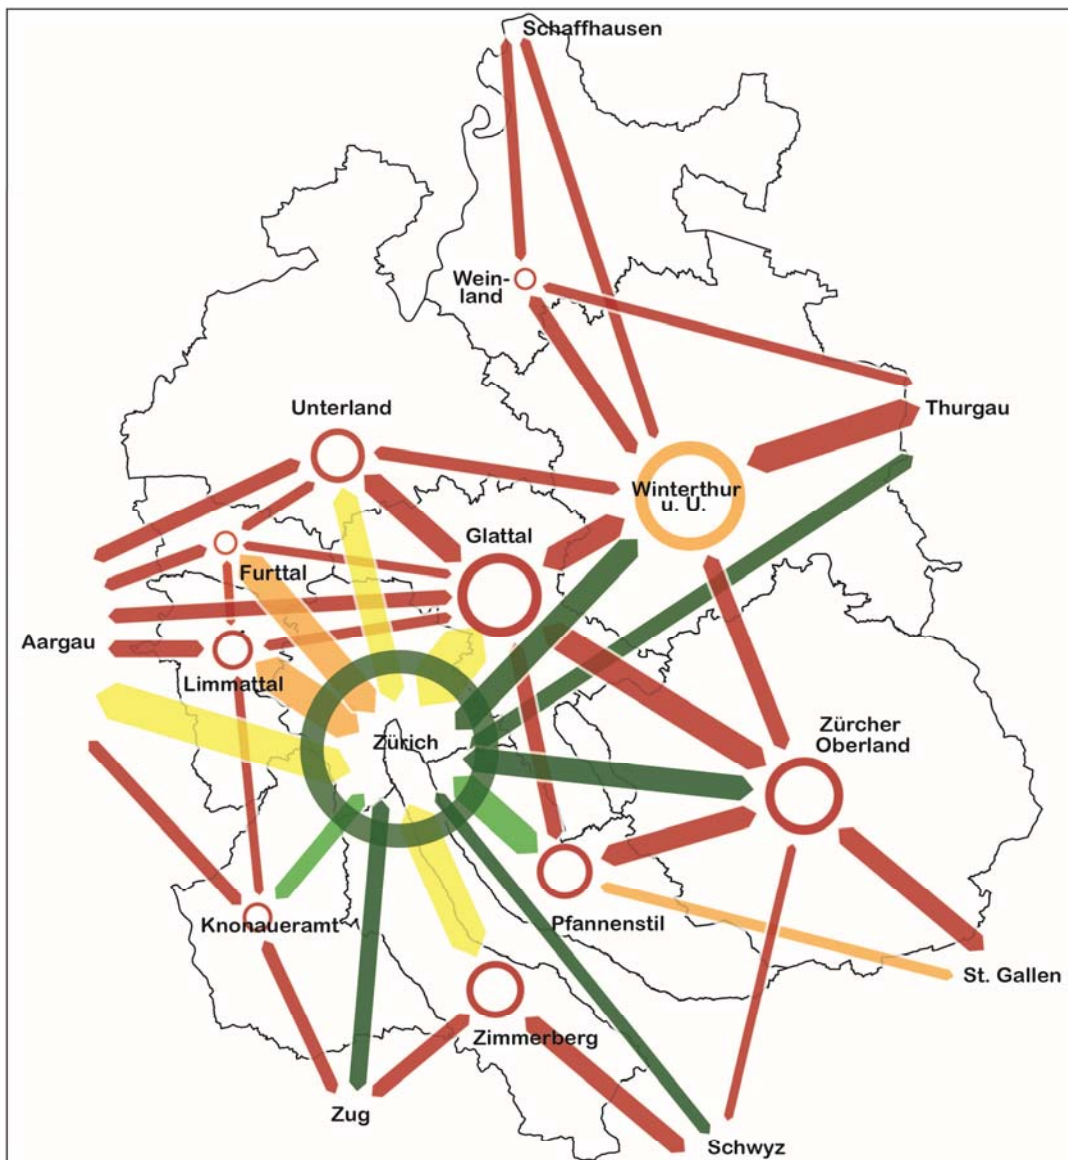 Schaffhausen
Wein-
land
Unterland
Thurgau
Winterthur
u. U.
Glattal
Furttal
Aargau
Limmattal
Zürich
Zürcher
Oberland
Knonaueramt
Pfannenstil
St. Gallen
Zimmerberg
Zug
Schwyz